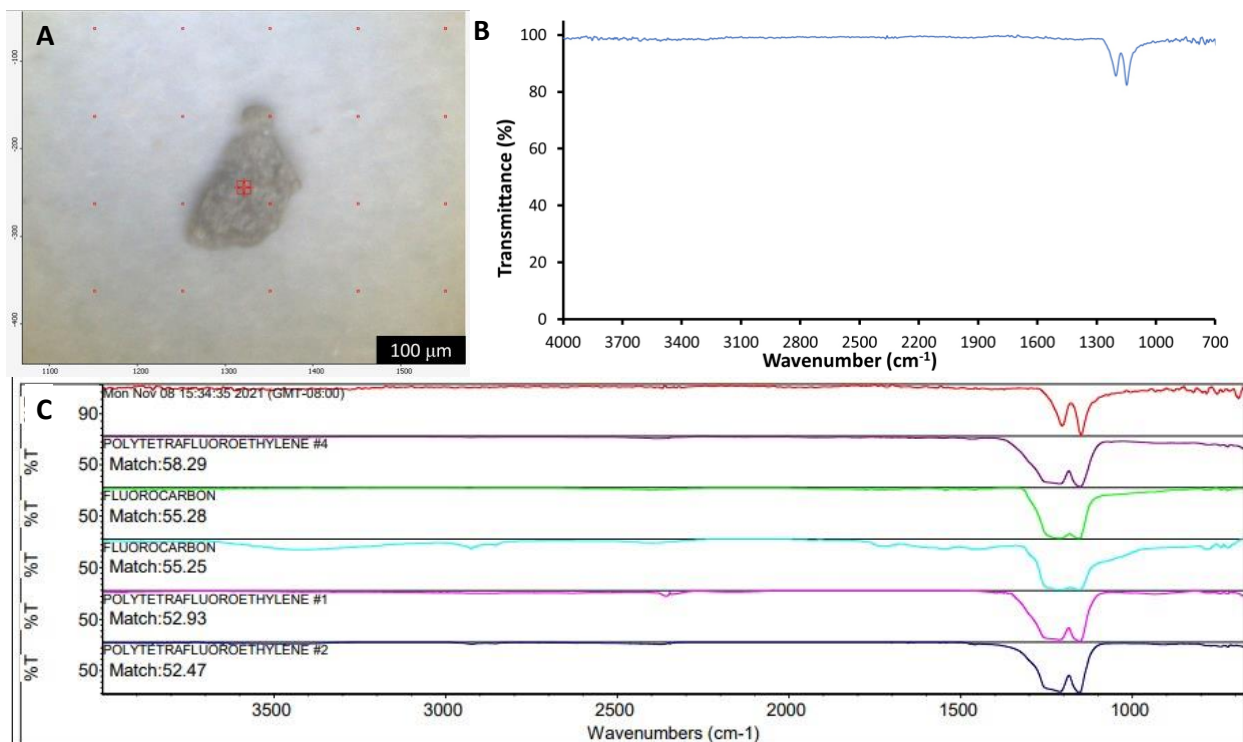 A
-100
-200
-300
-400
100 μm
1100
1200
1300
1400
1500
B
Transmittance (%)
100
80
60
40
20
0
4000 3700 3400 3100 2800 2500 2200 1900 1600 1300 1000 700
Wavenumber (cm-1)
C
Mon Nov 08 15:34:35 2021 (GMT-08:00)
90
POLYTETRAFLUOROETHYLENE #4
%T 50 Match:58.29
FLUOROCARBON
%T 50 Match:55.28
FLUOROCARBON
%T 50 Match:55.25
POLYTETRAFLUOROETHYLENE #1
%T 50 Match:52.93
POLYTETRAFLUOROETHYLENE #2
%T 50 Match:52.47
3500 3000 2500 2000 1500 1000
Wavenumbers (cm-1)